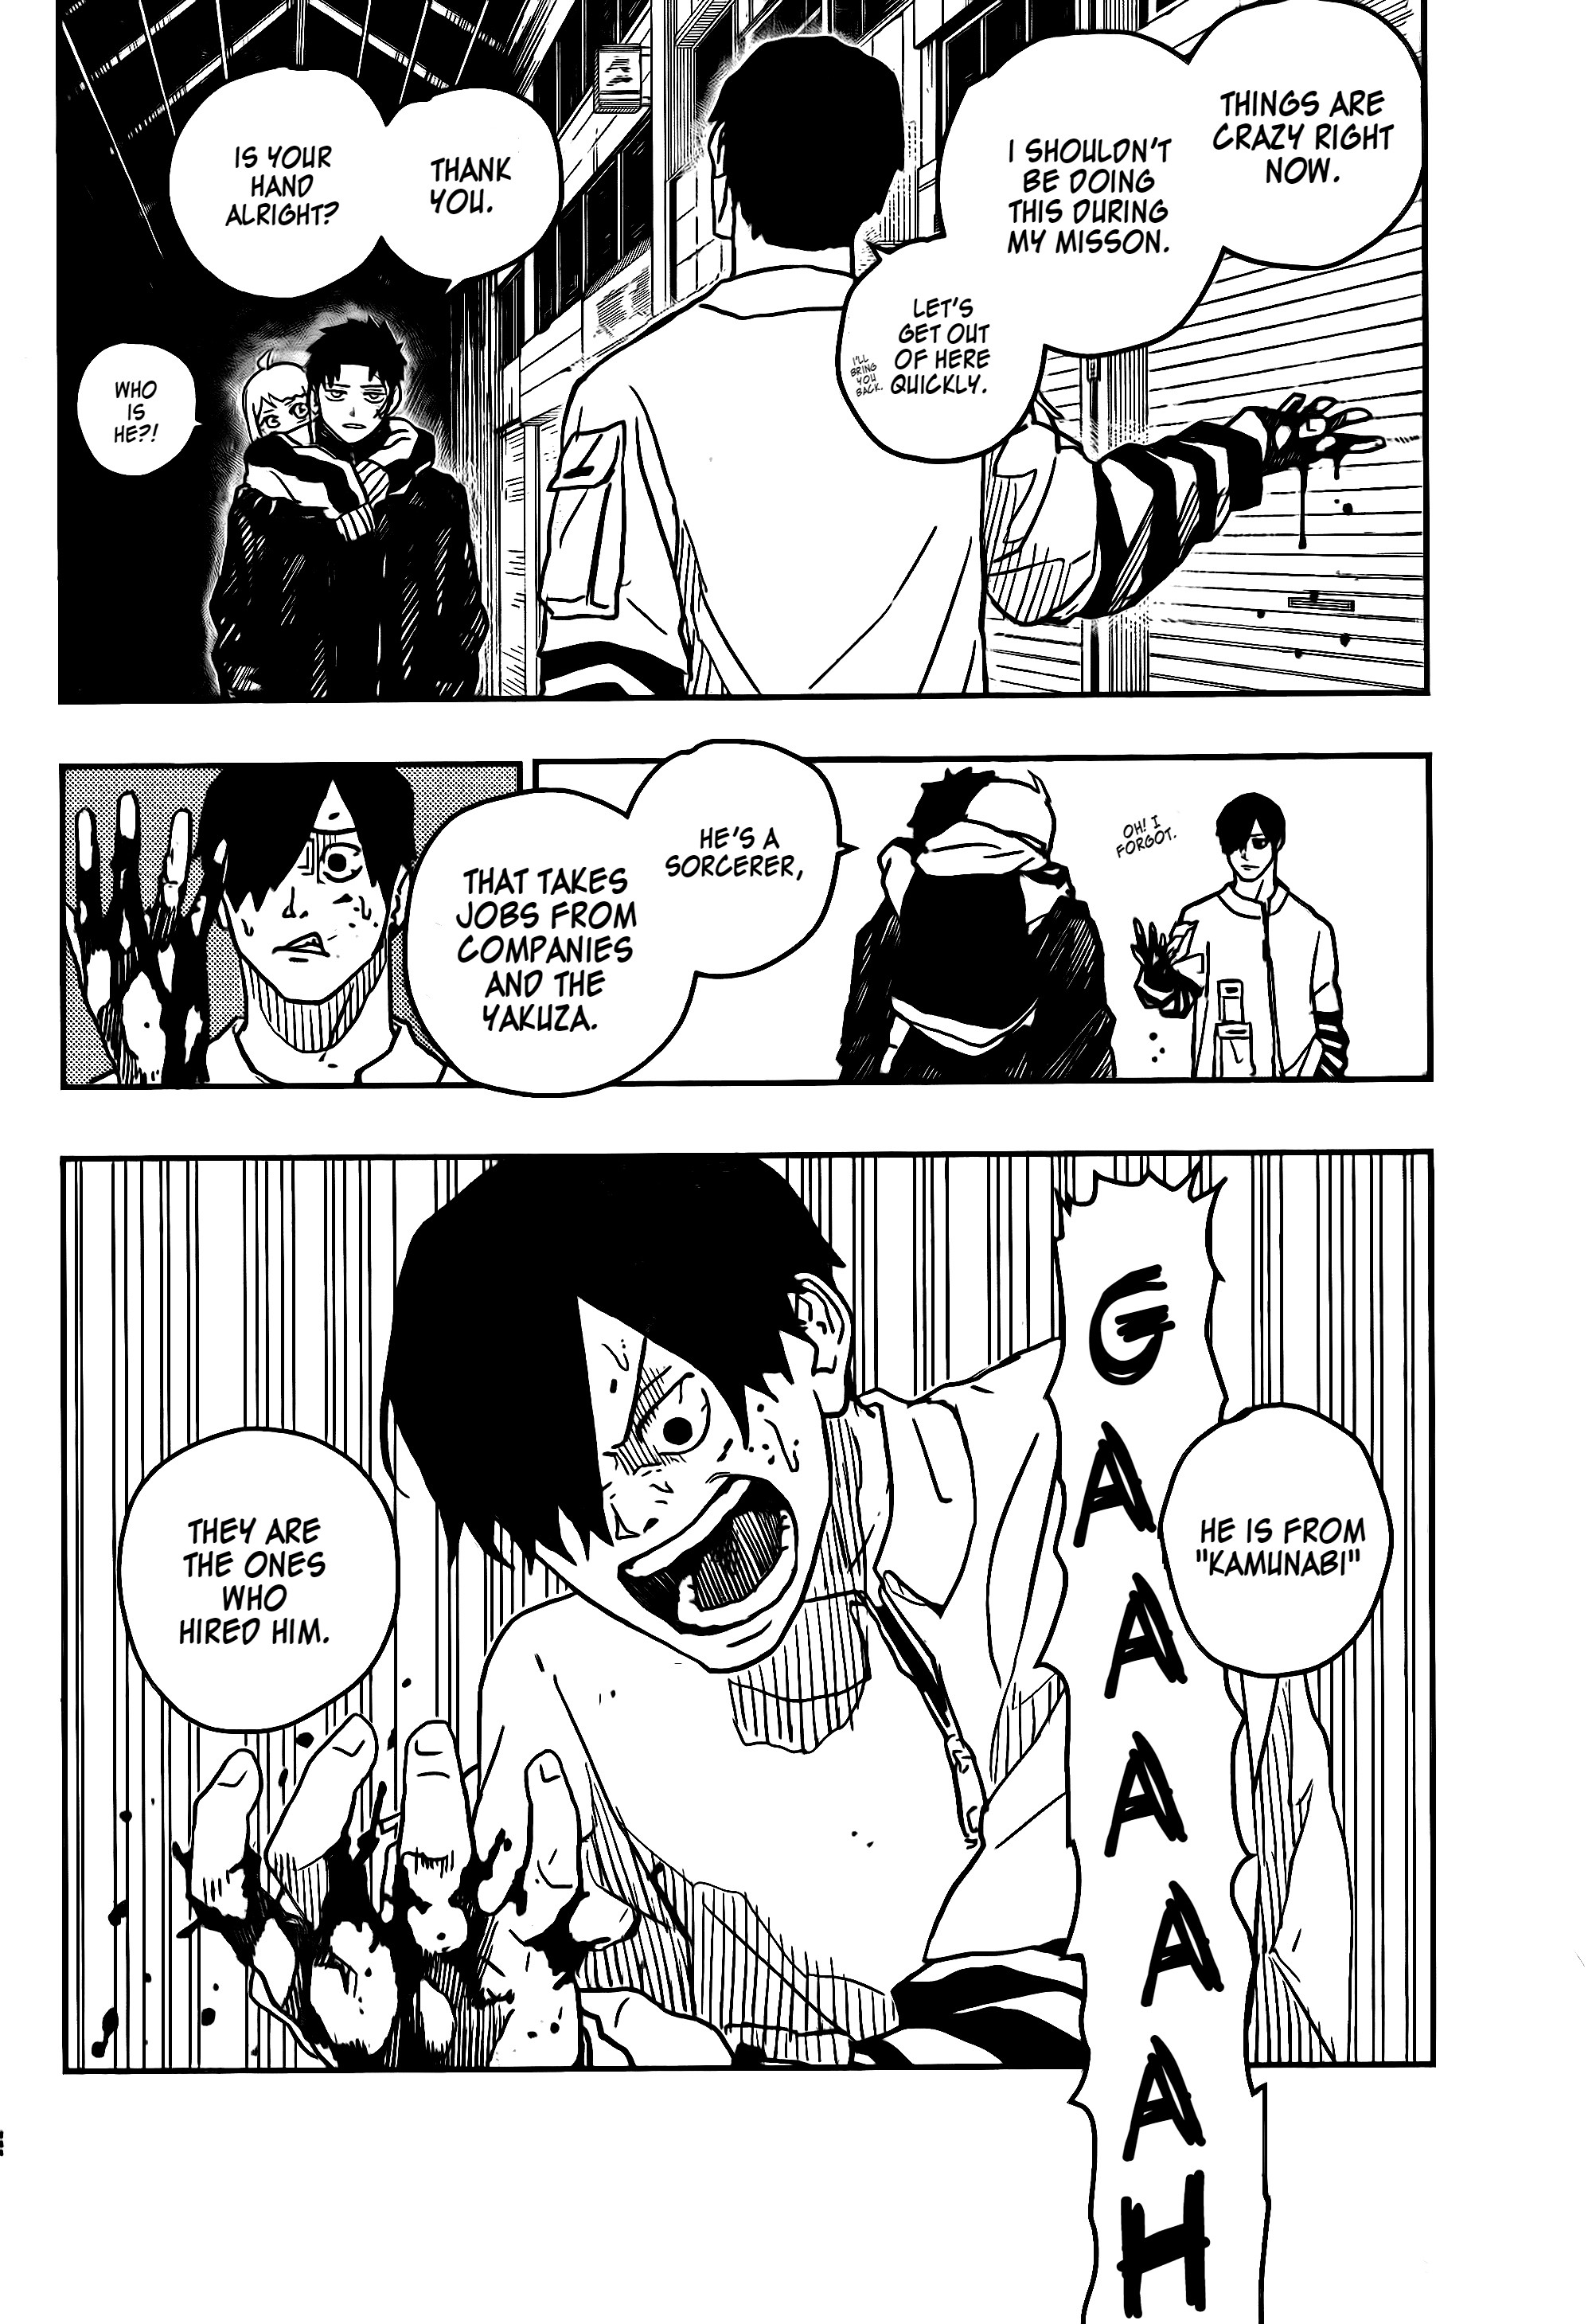 THINGS ARE
CRAZY RIGHT
NOW.
I SHOULDN'T
BE DOING
THIS DURING
MY MISSON.
LET'S
GET OUT
OF HERE
QUICKLY.
I'LL
BRING
YOU
BACK.
THANK
YOU.
IS YOUR
HAND
ALRIGHT?
WHO
IS
HE?!
OH! I
FORGOT.
HE'S A
SORCERER,
THAT TAKES
JOBS FROM
COMPANIES
AND THE
YAKUZA.
GAAAAAH
HE IS FROM
"KAMUNABI"
THEY ARE
THE ONES
WHO
HIRED HIM.